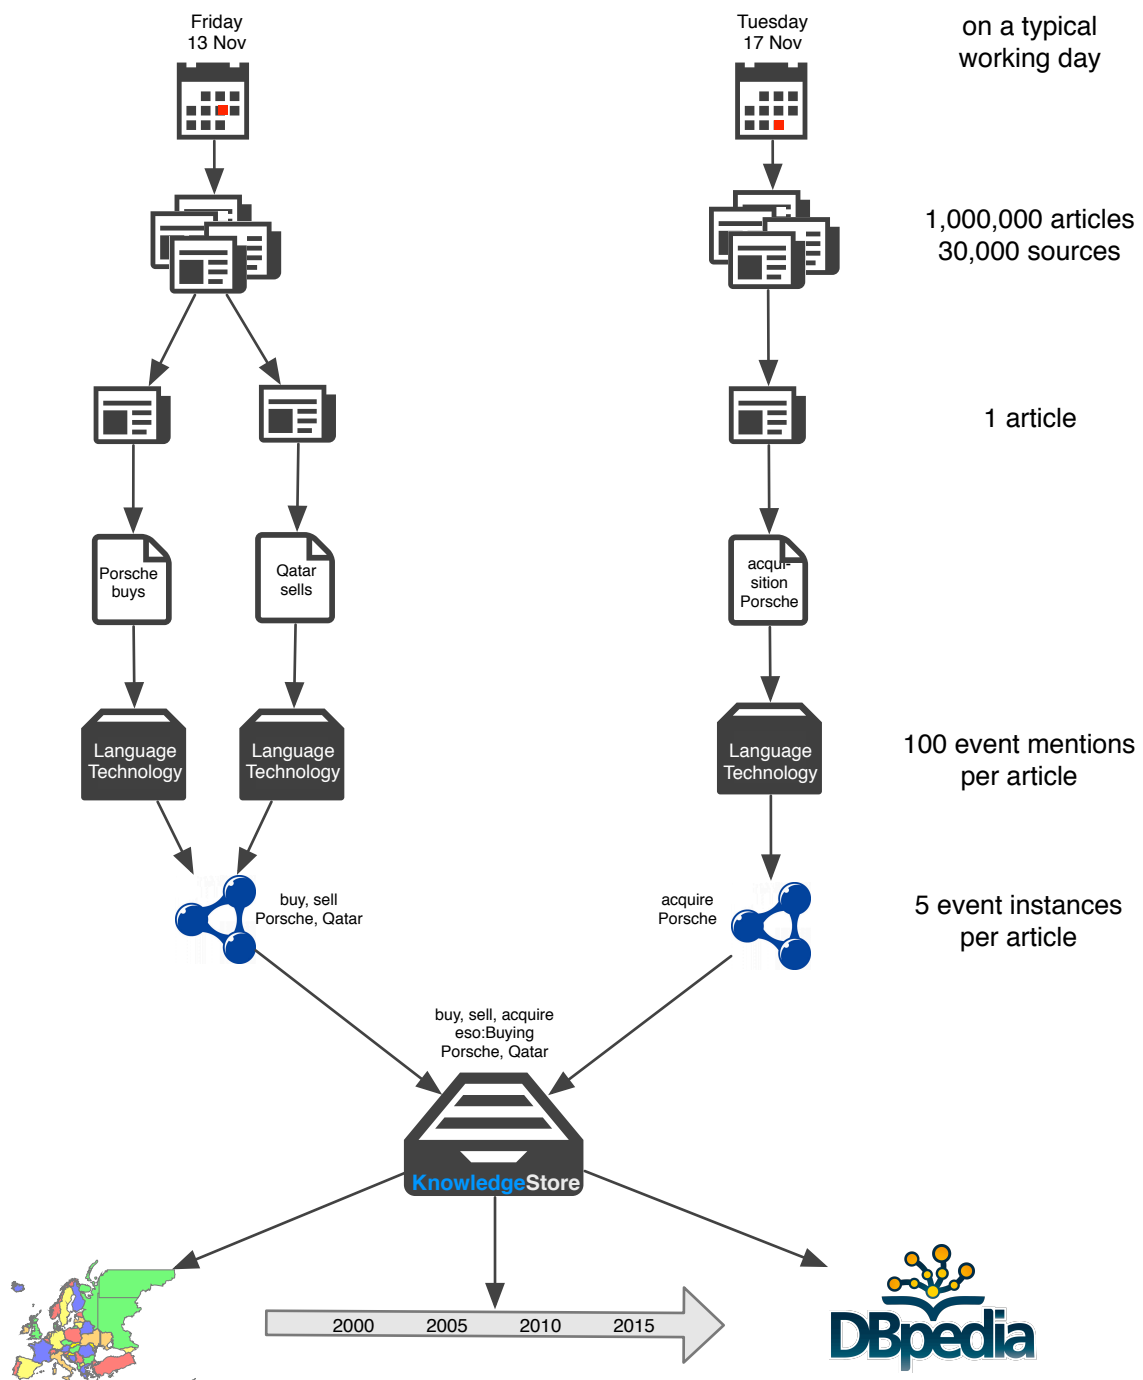 Friday
13 Nov
Tuesday
17 Nov
on a typical
working day
1,000,000 articles
30,000 sources
1 article
Porsche
buys
Qatar
sells
acqui-
sition
Porsche
Language
Technology
Language
Technology
Language
Technology
100 event mentions
per article
buy, sell
Porsche, Qatar
acquire
Porsche
5 event instances
per article
buy, sell, acquire
eso:Buying
Porsche, Qatar
KnowledgeStore
2000 2005 2010 2015
DBpedia